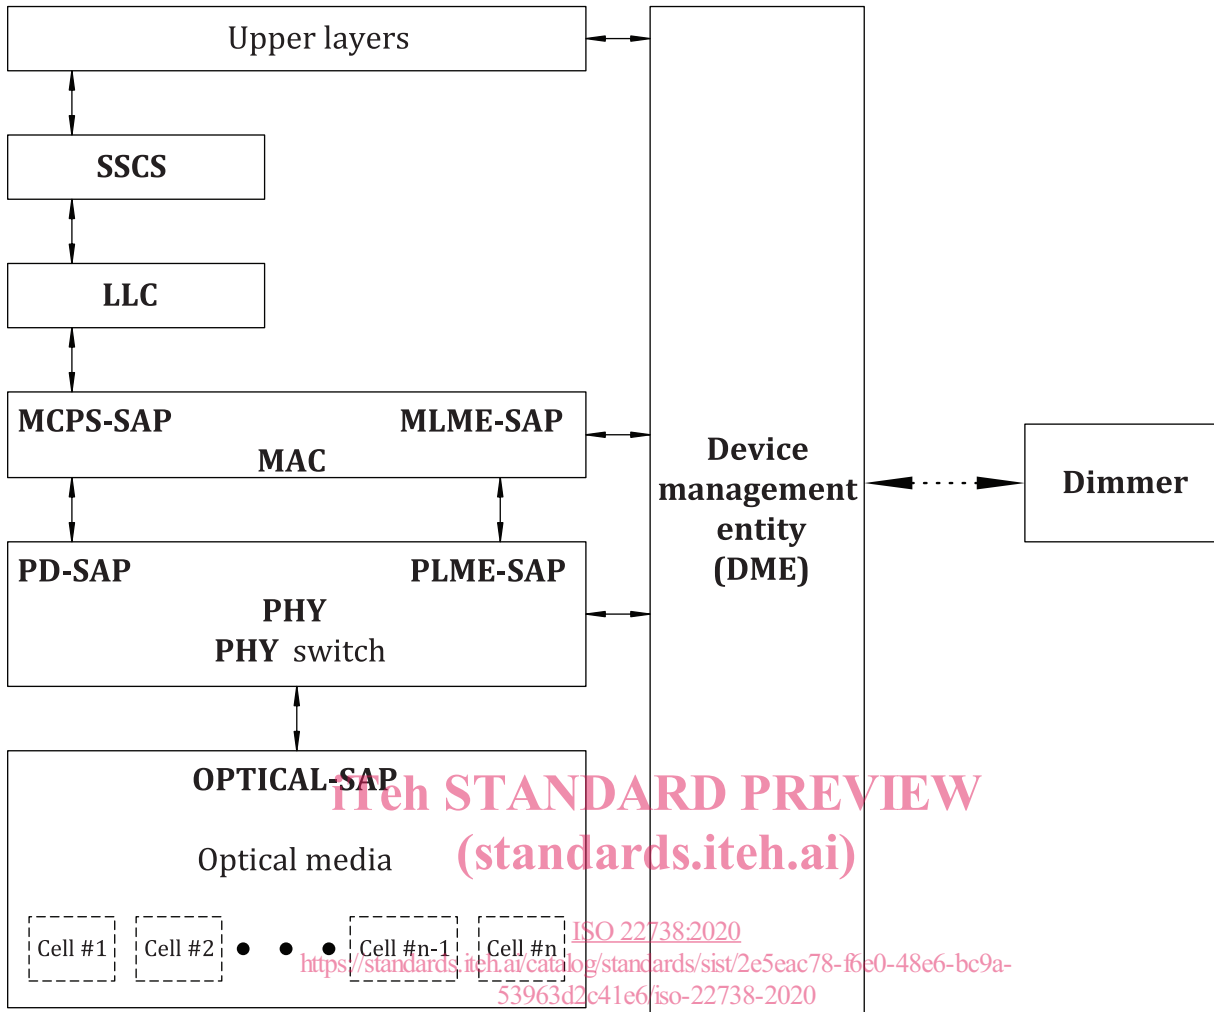 Upper layers
SSCS
LLC
MCPS-SAP
MLME-SAP
MAC
PD-SAP
PLME-SAP
PHY
PHY switch
Device
management
entity
(DME)
Dimmer
OPTICAL-SAP
iTeh STANDARD PREVIEW
Optical media
(standards.iteh.ai)
Cell #1
Cell #2
Cell #n-1
Cell #n
ISO 22738:2020
https://standards.iteh.ai/catalog/standards/sist/2e5eac78-f6e0-48e6-bc9a-
53963d2c41e6/iso-22738-2020